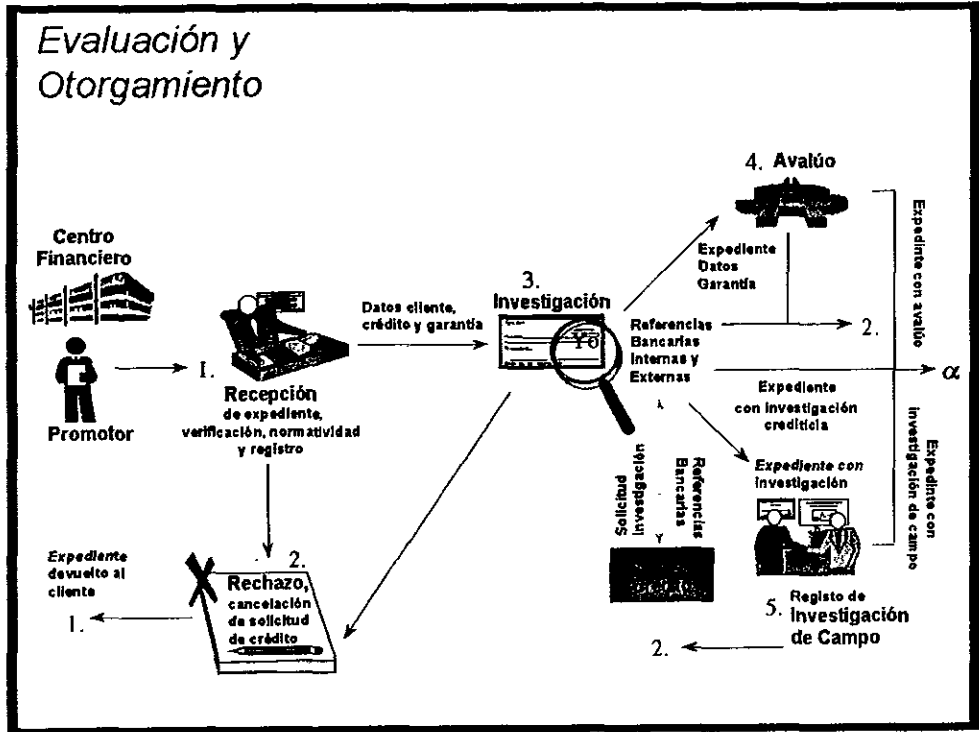 Evaluación y
Otorgamiento
Centro
Financiero
Promotor
1.
Recepción
de expediente,
verificación, normatividad
y registro
Datos cliente,
crédito y garantía
3.
Investigación
Yo
Referencias
Bancarias
Internas y
Externas
4. Avalúo
Expediente
Datos
Garantía
2.
Expedinte con avalúo
α
Expediente
con investigación
crediticia
Expedinte con
investigación de campo
Expediente con
investigación
Solicitud
Investigación
Referencias
Bancarias
5. Registo de
Investigación
de Campo
2.
2.
Rechazo,
cancelación
de solicitud
de crédito
Expediente
devuelto al
cliente
1.